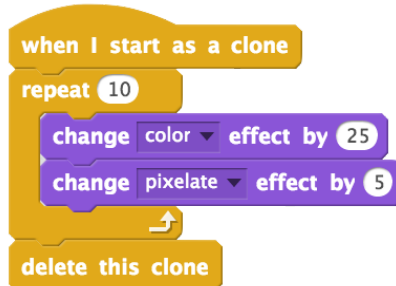 when I start as a clone
repeat 10
change color effect by 25
change pixelate effect by 5
delete this clone